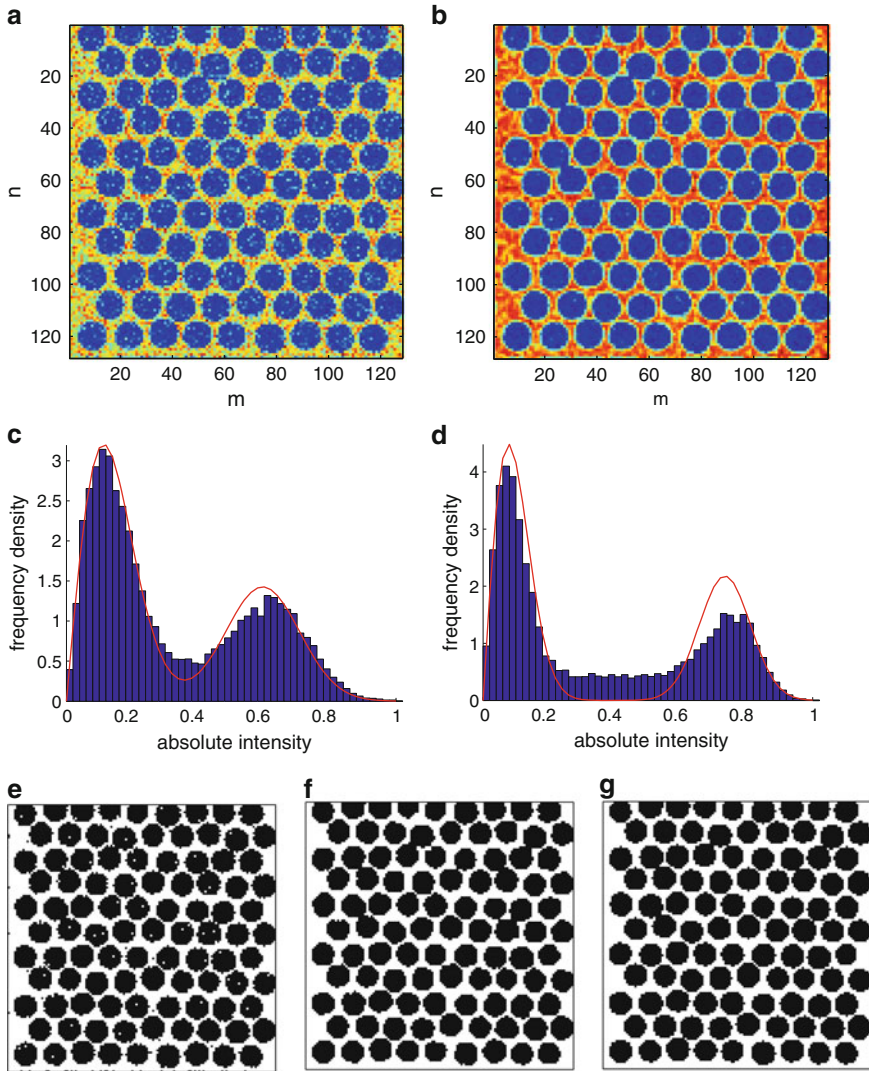 a
b
n
20
40
60
80
100
120
20 40 60 80 100 120
m
n
20
40
60
80
100
120
20 40 60 80 100 120
m
c
d
frequency density
3
2.5
2
1.5
1
0.5
0
0 0.2 0.4 0.6 0.8 1
absolute intensity
frequency density
4
3
2
1
0
0 0.2 0.4 0.6 0.8 1
absolute intensity
e
f
g